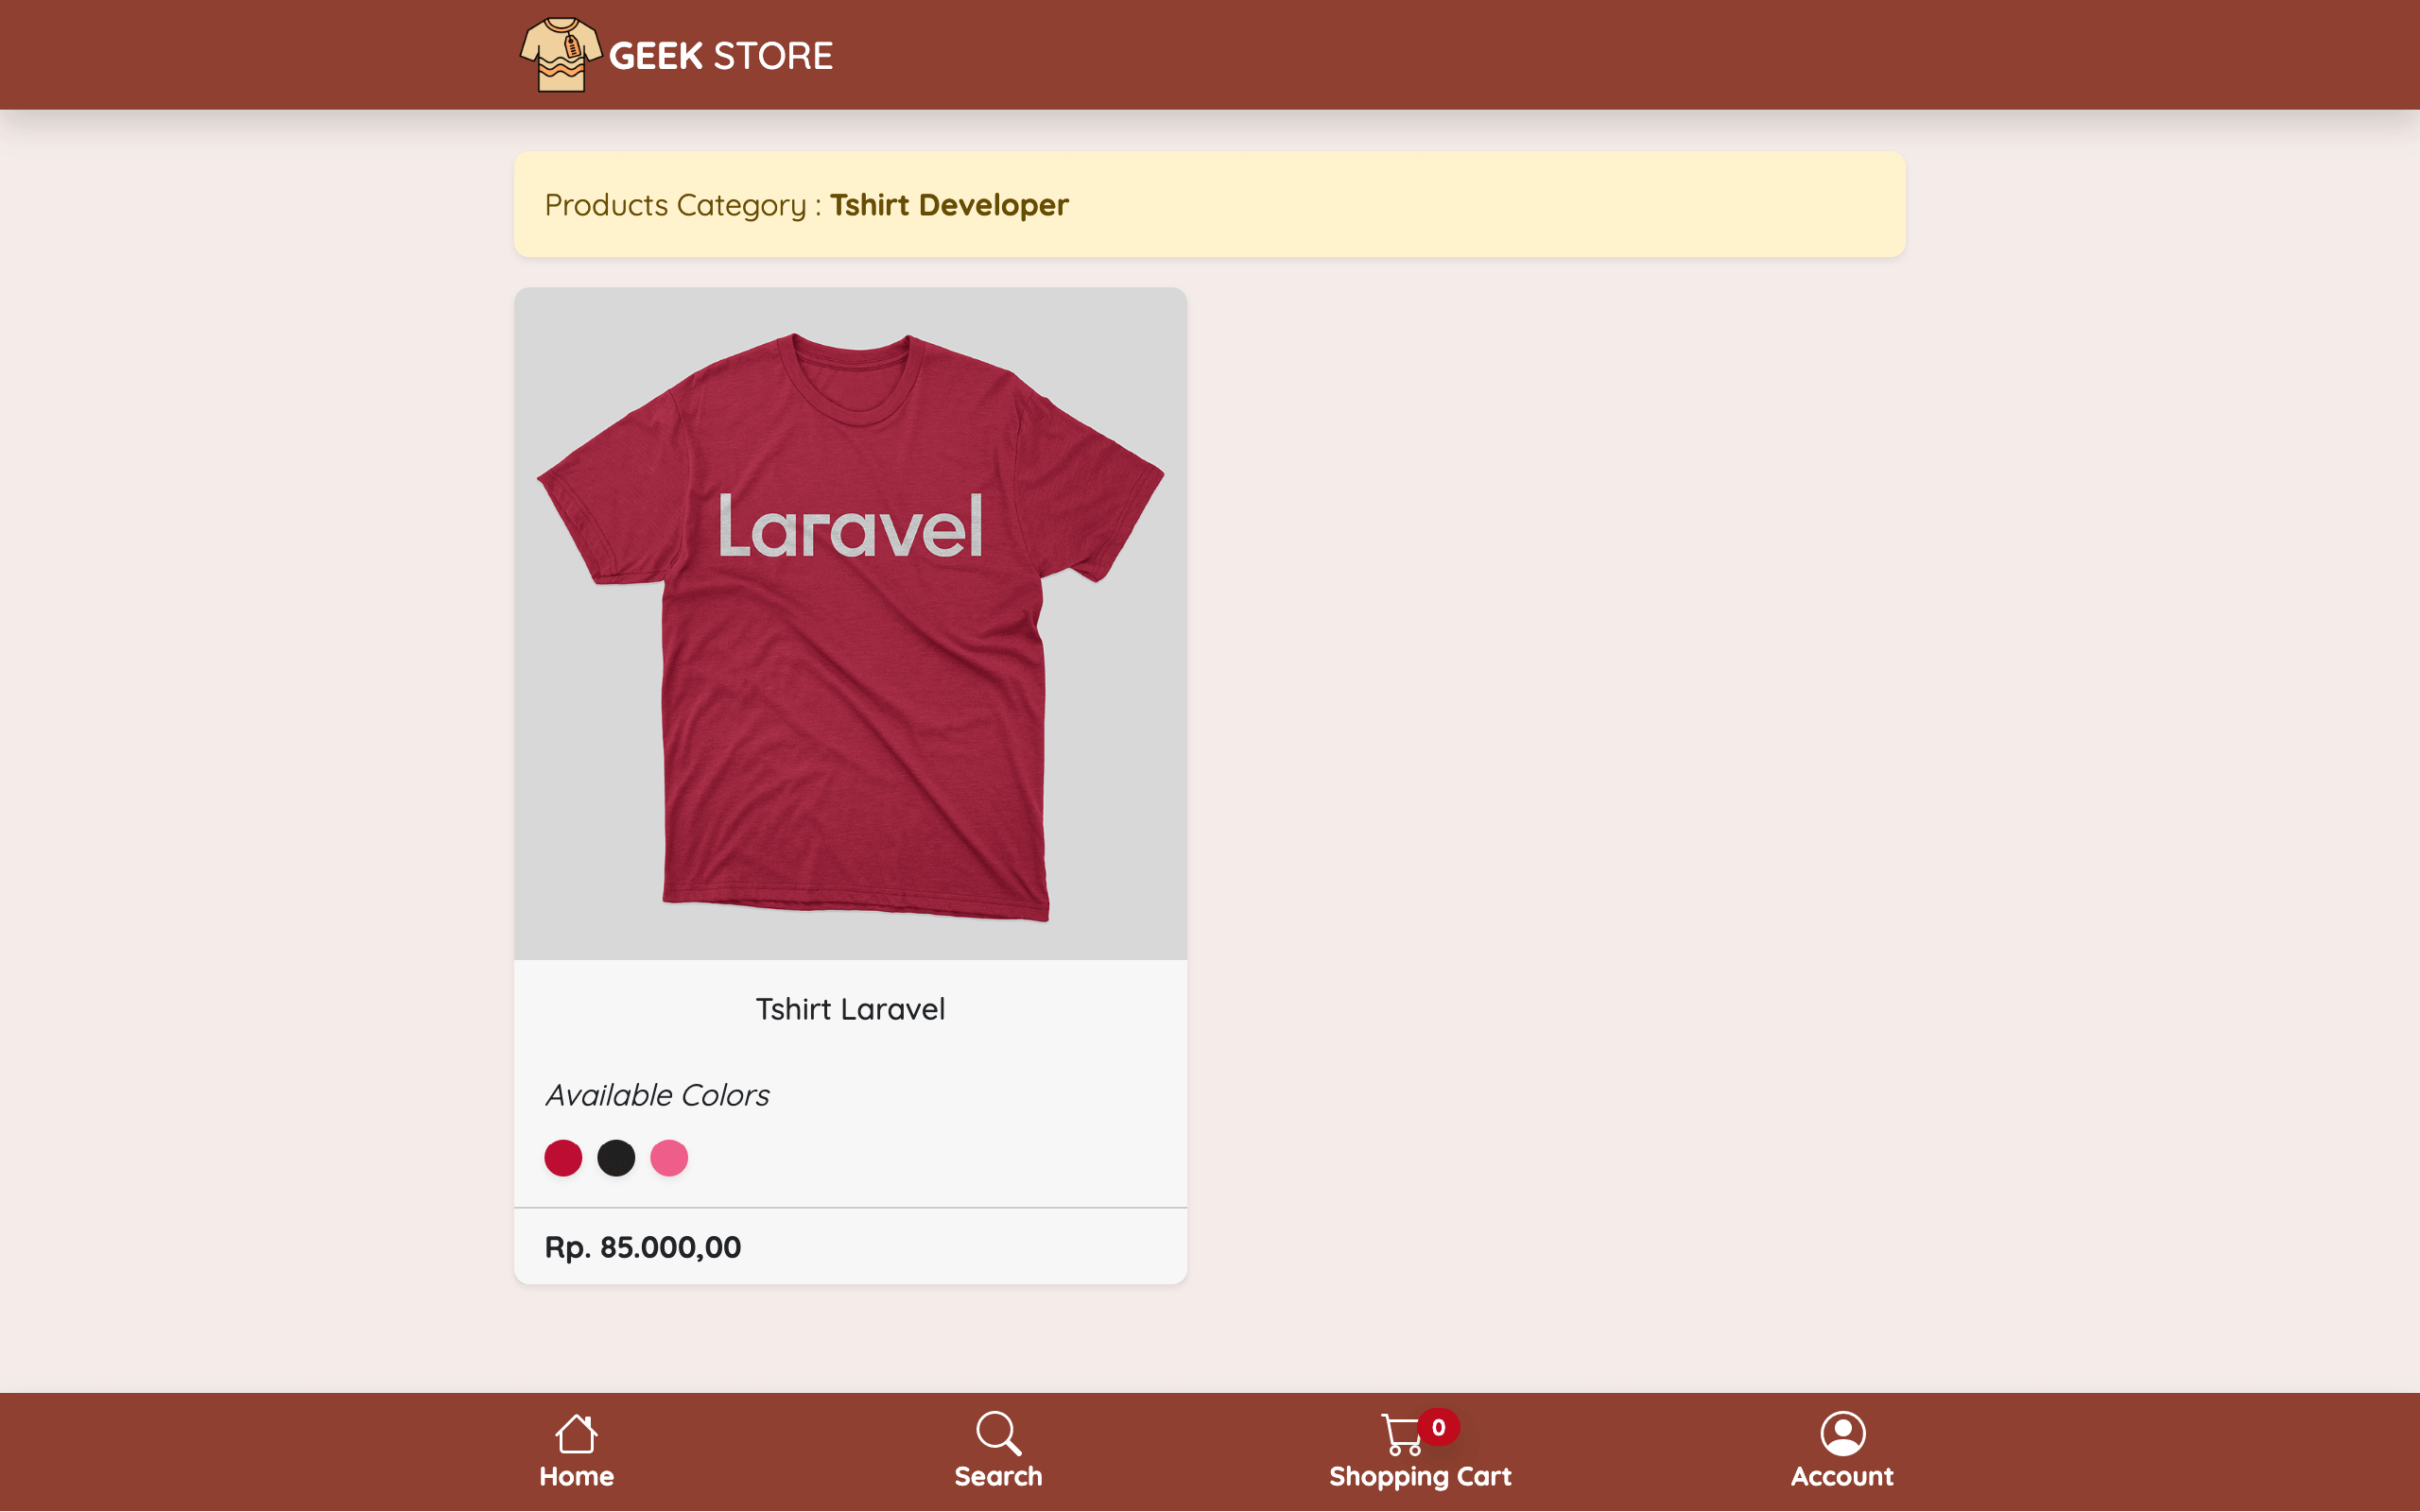 GEEK STORE
Products Category : Tshirt Developer
Laravel
Tshirt Laravel
Available Colors
Rp. 85.000,00
0
Home
Search
Shopping Cart
Account